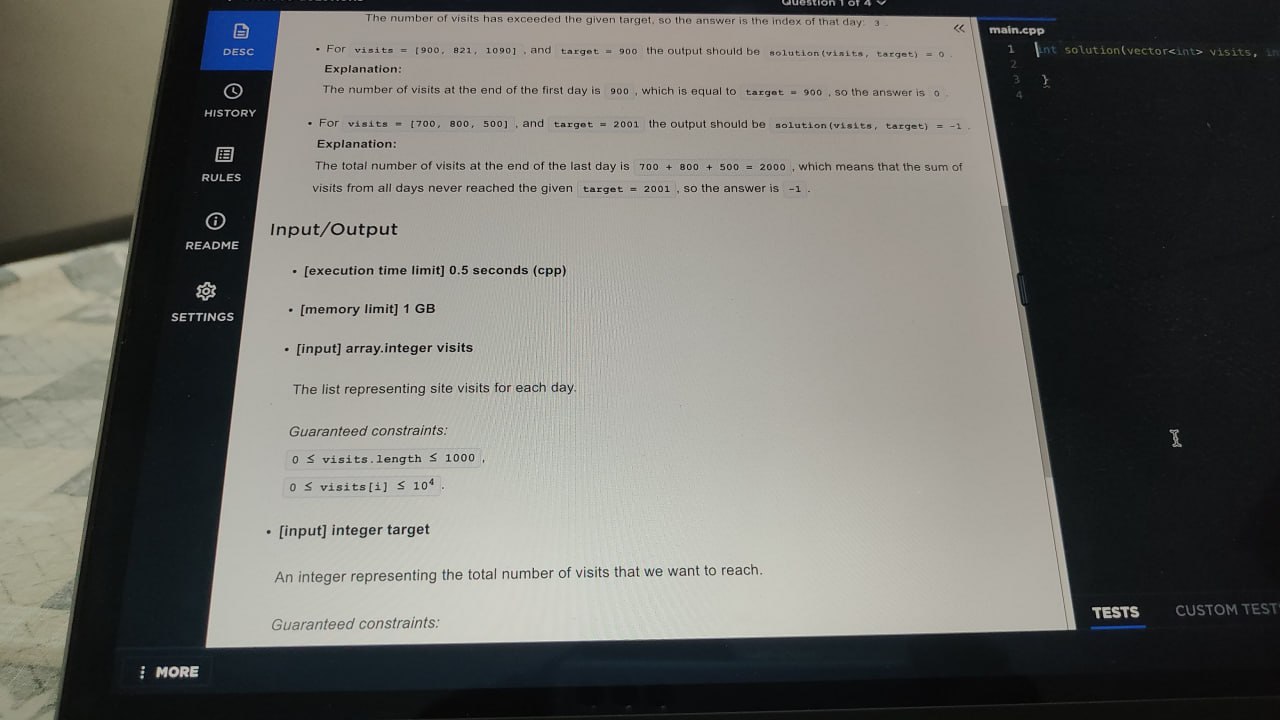 Question 1 of 4
The number of visits has exceeded the given target, so the answer is the index of that day: 3 .
• For visits = [900, 821, 1090] , and target = 900 the output should be solution(visits, target) = 0 .
Explanation:
The number of visits at the end of the first day is 900 , which is equal to target = 900 , so the answer is 0 .
• For visits = [700, 800, 500] , and target = 2001 the output should be solution(visits, target) = -1 .
Explanation:
The total number of visits at the end of the last day is 700 + 800 + 500 = 2000 , which means that the sum of
visits from all days never reached the given target = 2001 , so the answer is -1 .
Input/Output
• [execution time limit] 0.5 seconds (cpp)
• [memory limit] 1 GB
• [input] array.integer visits
The list representing site visits for each day.
Guaranteed constraints:
0 ≤ visits.length ≤ 1000 ,
0 ≤ visits[i] ≤ 10⁴ .
• [input] integer target
An integer representing the total number of visits that we want to reach.
Guaranteed constraints:
DESC
HISTORY
RULES
README
SETTINGS
MORE
main.cpp
1 int solution(vector<int> visits, in
2
3 }
4
TESTS
CUSTOM TEST